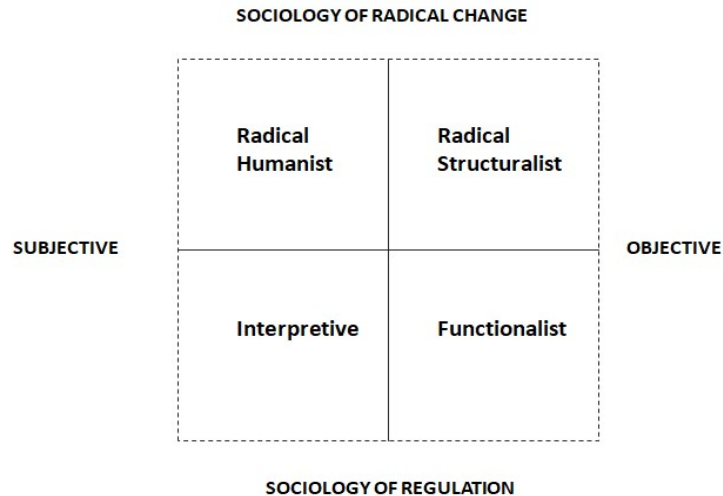 SOCIOLOGY OF RADICAL CHANGE
Radical
Humanist
Radical
Structuralist
SUBJECTIVE
OBJECTIVE
Interpretive
Functionalist
SOCIOLOGY OF REGULATION